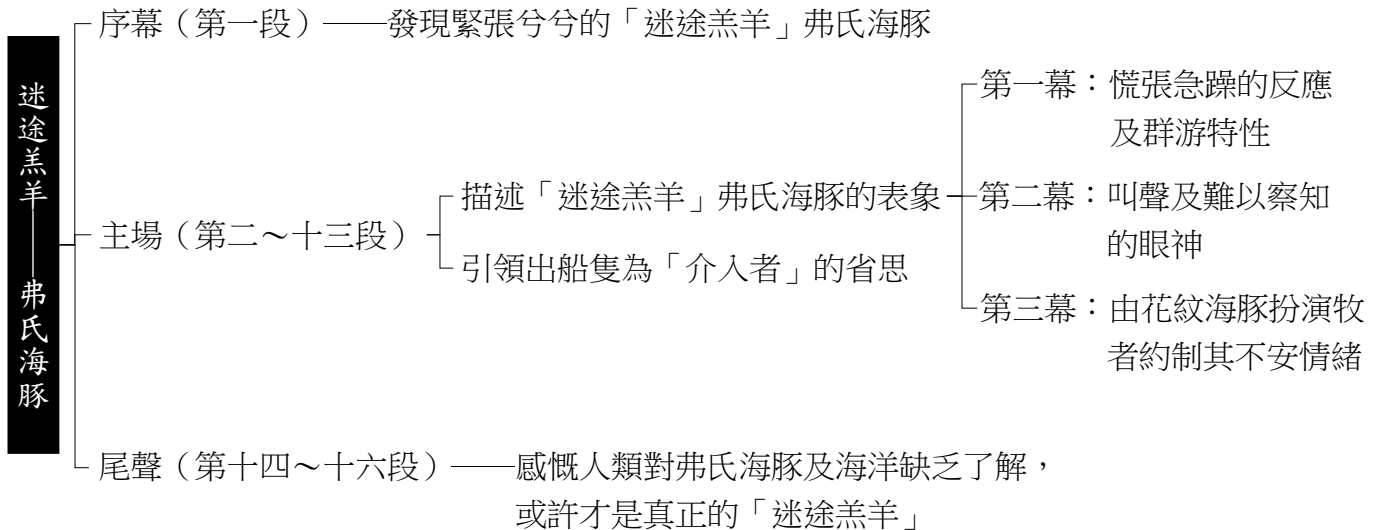 迷途羔羊——弗氏海豚
序幕（第一段）——發現緊張兮兮的「迷途羔羊」弗氏海豚
主場（第二～十三段）
描述「迷途羔羊」弗氏海豚的表象
第一幕：慌張急躁的反應
及群游特性
第二幕：叫聲及難以察知
的眼神
第三幕：由花紋海豚扮演牧
者約制其不安情緒
引領出船隻為「介入者」的省思
尾聲（第十四～十六段）——感慨人類對弗氏海豚及海洋缺乏了解，
或許才是真正的「迷途羔羊」